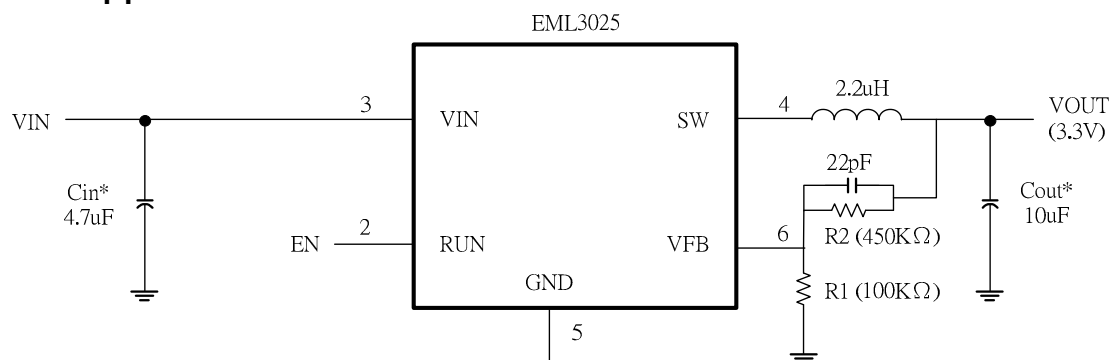 EML3025
2.2uH
3
4
VOUT
VIN
VIN
SW
(3.3V)
22pF
Cin*
4.7uF
Cout*
10uF
2
6
R2 (450KΩ)
EN
RUN
VFB
GND
R1 (100KΩ)
5